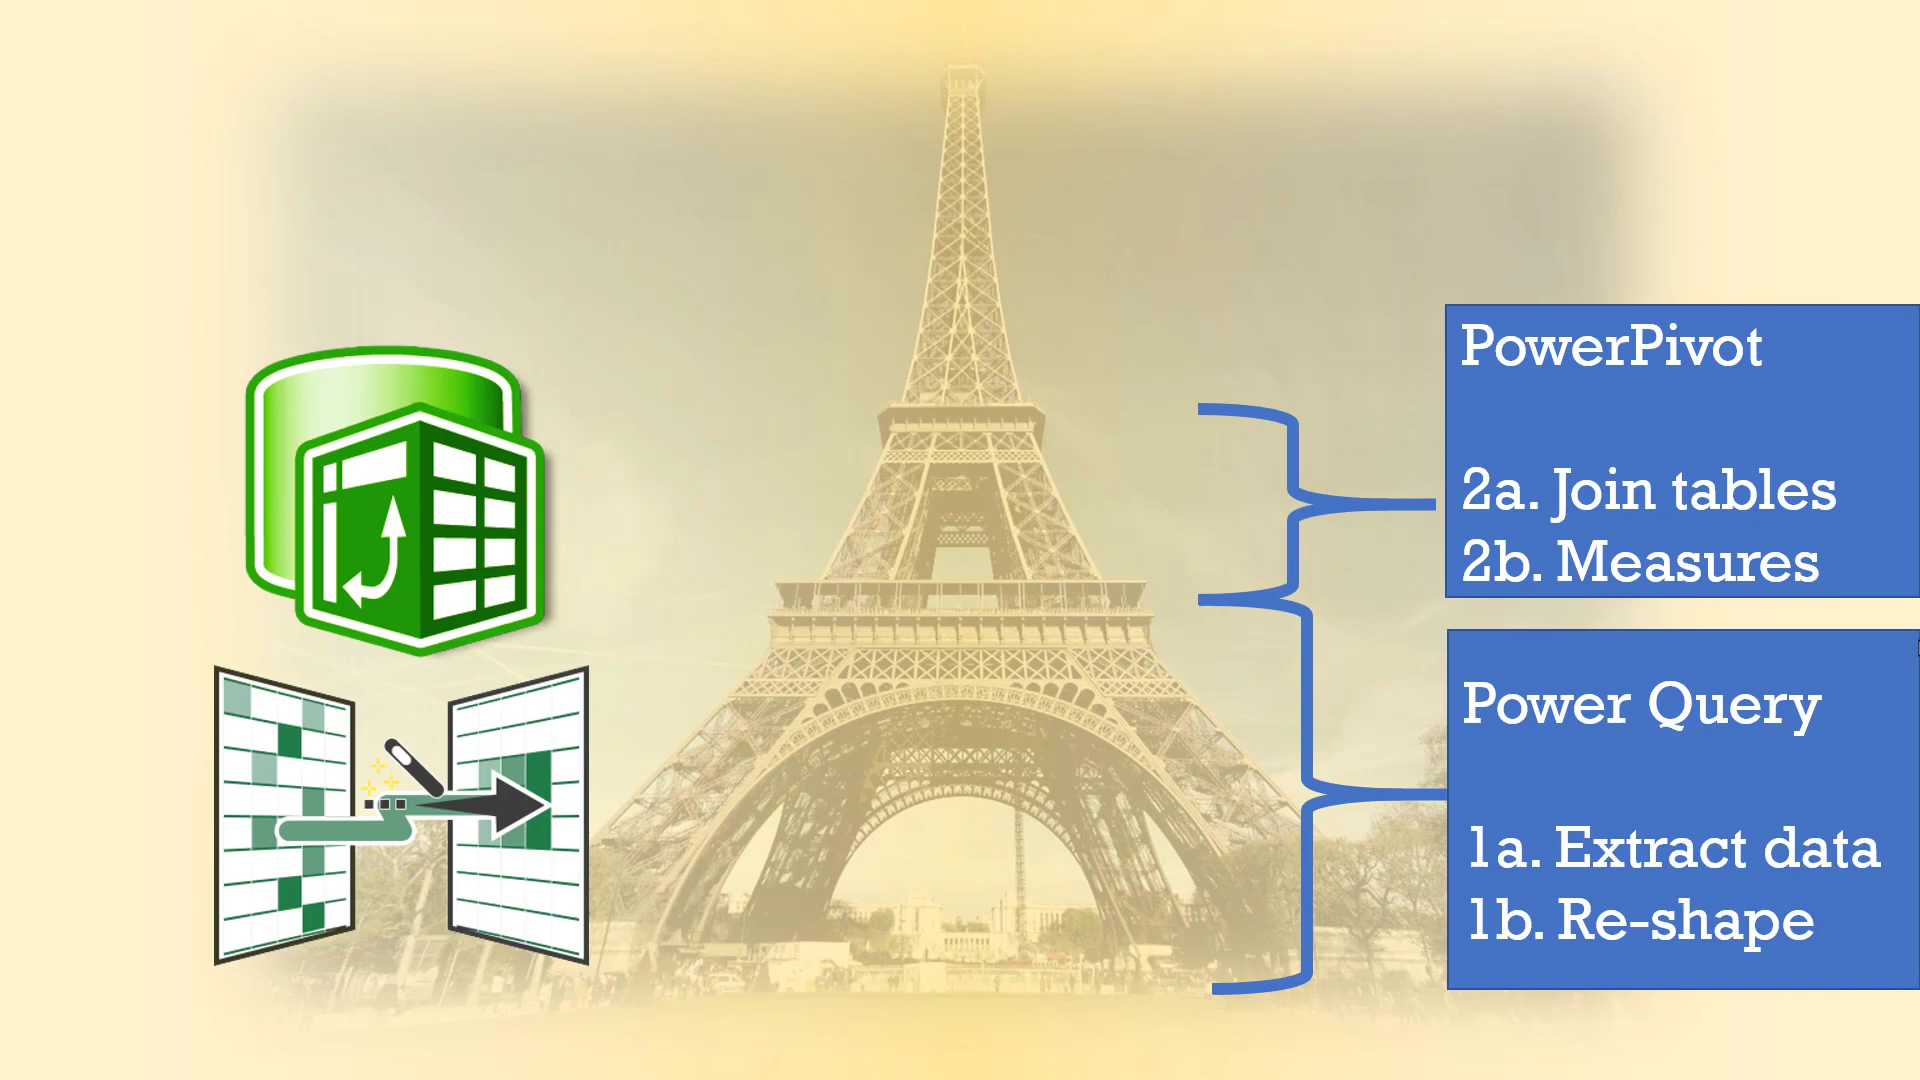 PowerPivot
2a. Join tables
2b. Measures
Power Query
1a. Extract data
1b. Re-shape